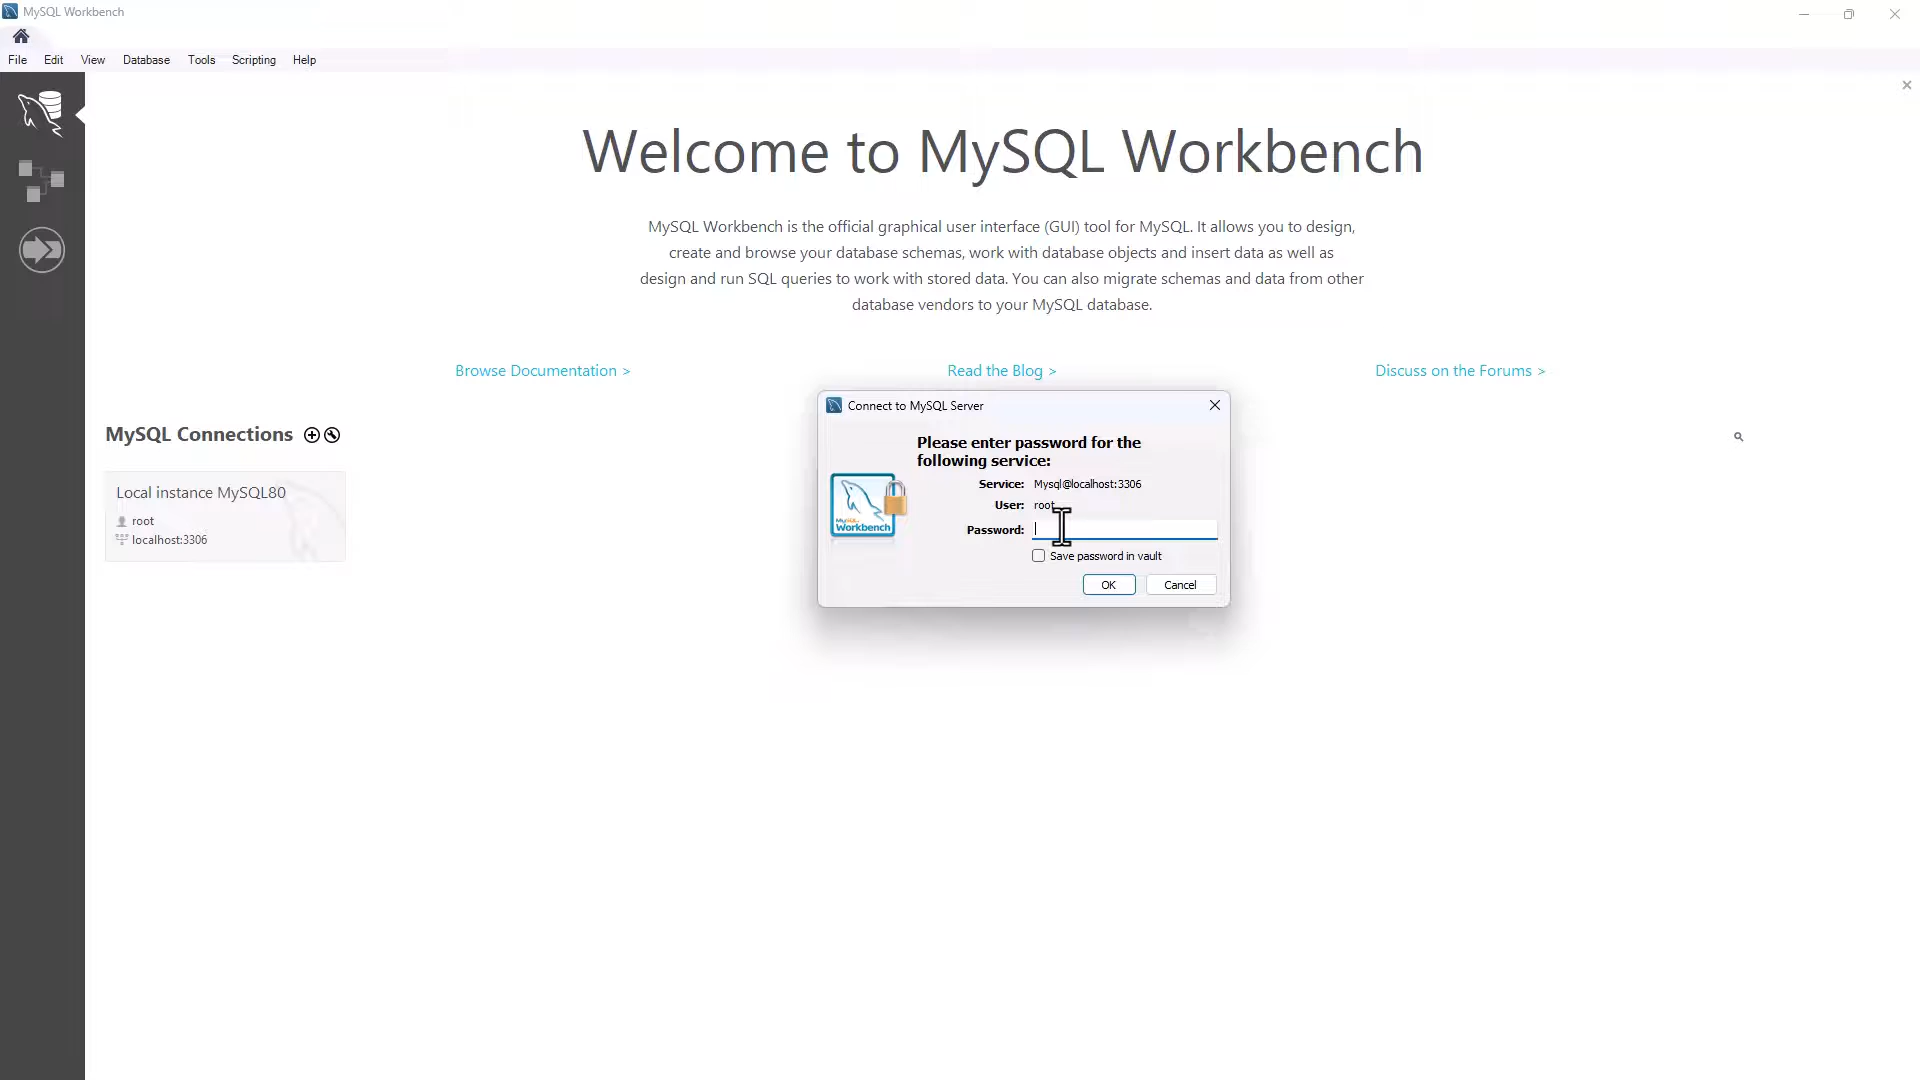 MySQL Workbench
File Edit View Database Tools Scripting Help
Welcome to MySQL Workbench
MySQL Workbench is the official graphical user interface (GUI) tool for MySQL. It allows you to design,
create and browse your database schemas, work with database objects and insert data as well as
design and run SQL queries to work with stored data. You can also migrate schemas and data from other
database vendors to your MySQL database.
Browse Documentation > Read the Blog > Discuss on the Forums >
MySQL Connections
Local instance MySQL80
root
localhost:3306
Connect to MySQL Server
Please enter password for the
following service:
Service: Mysql@localhost:3306
User: root
Password:
Save password in vault
OK Cancel
MySQL
Workbench